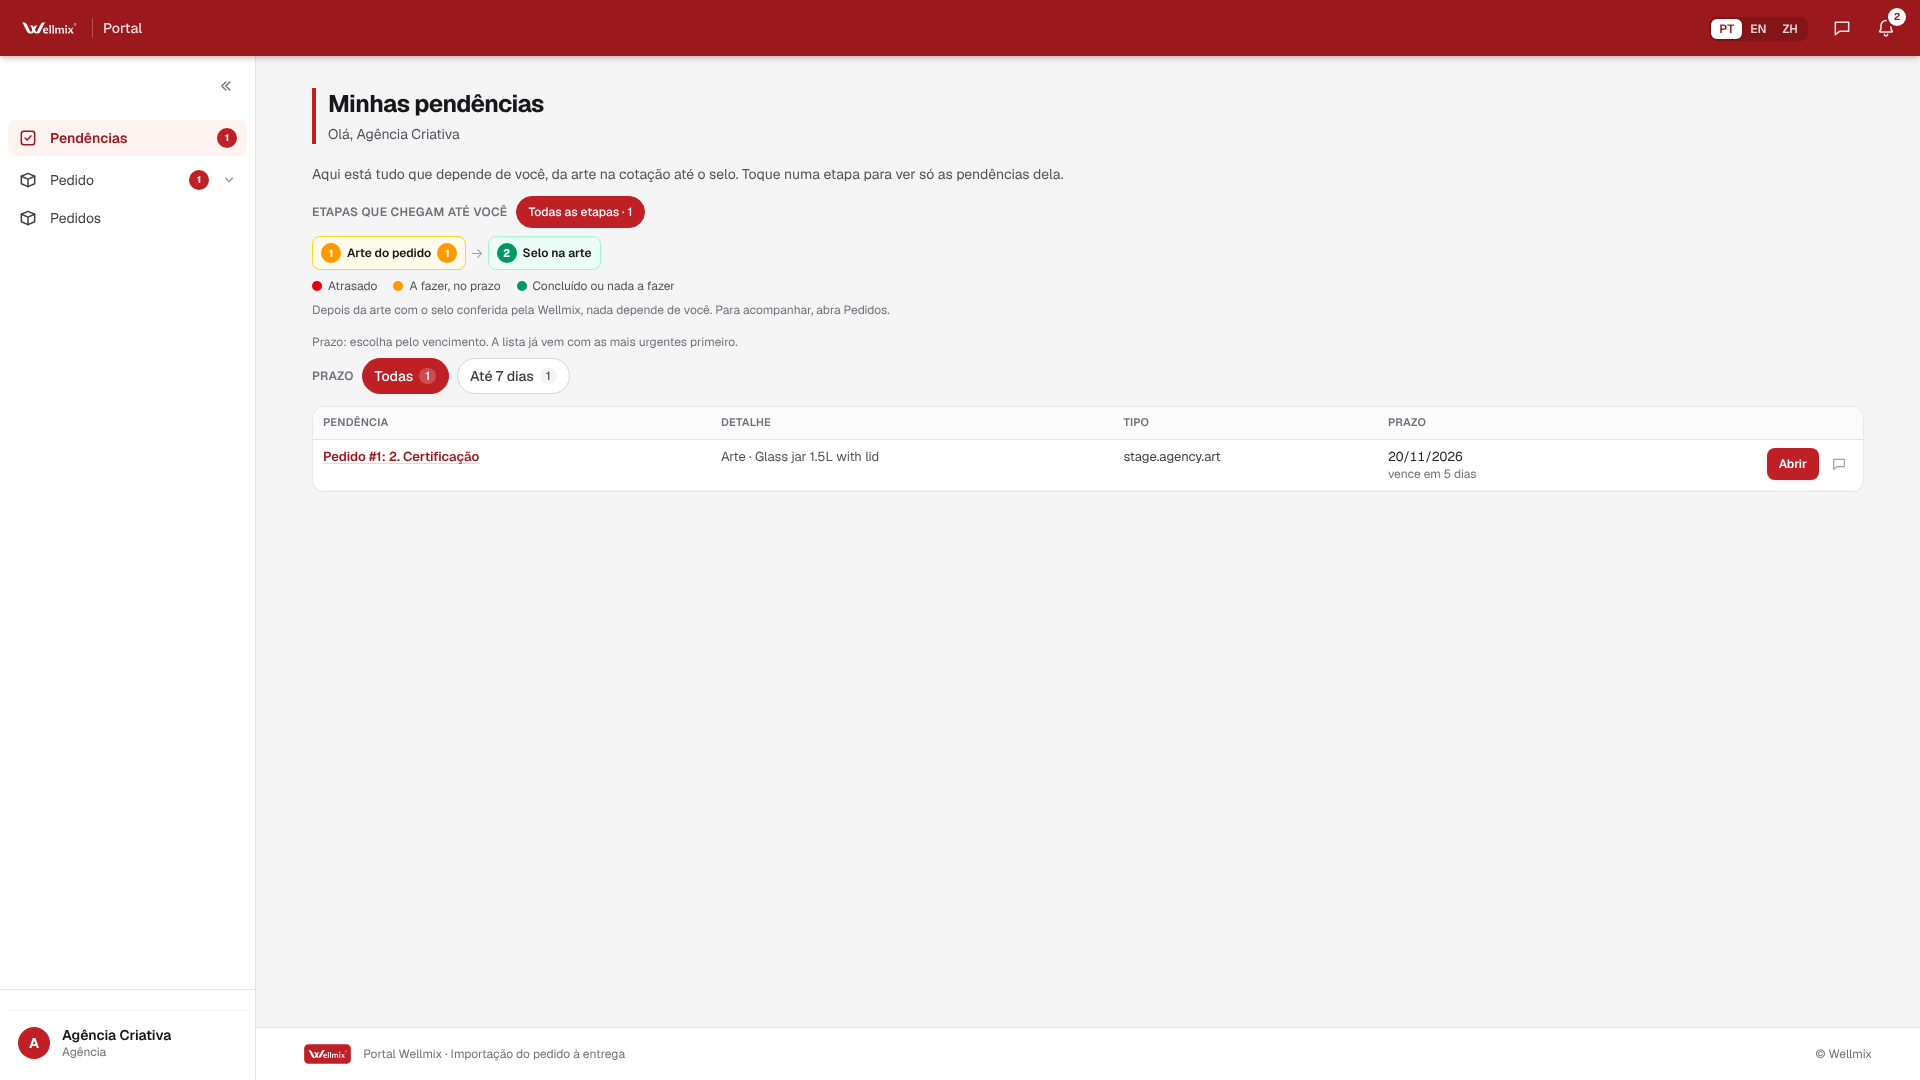 Wellmix Portal PT EN ZH 2
Minhas pendências
Olá, Agência Criativa
Pendências 1
Pedido 1
Pedidos
Aqui está tudo que depende de você, da arte na cotação até o selo. Toque numa etapa para ver só as pendências dela.
ETAPAS QUE CHEGAM ATÉ VOCÊ Todas as etapas · 1
1 Arte do pedido 1 → 2 Selo na arte
Atrasado A fazer, no prazo Concluído ou nada a fazer
Depois da arte com o selo conferida pela Wellmix, nada depende de você. Para acompanhar, abra Pedidos.
Prazo: escolha pelo vencimento. A lista já vem com as mais urgentes primeiro.
PRAZO Todas 1 Até 7 dias 1
PENDÊNCIA DETALHE TIPO PRAZO
Pedido #1: 2. Certificação Arte · Glass jar 1.5L with lid stage.agency.art 20/11/2026 Abrir
vence em 5 dias
A Agência Criativa
Agência
Wellmix Portal Wellmix · Importação do pedido à entrega © Wellmix